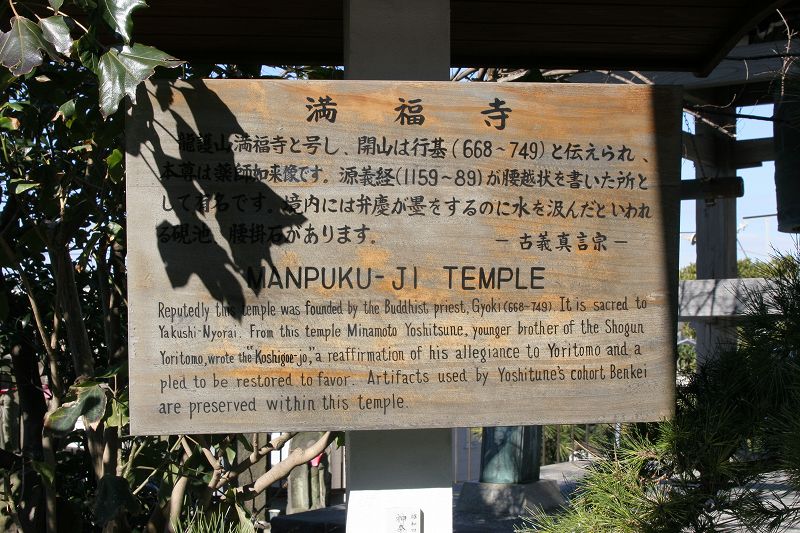 満福寺
龍護山満福寺と号し、開山は行基(668~749)と伝えられ、
本尊は薬師如来像です。源義経(1159~89)が腰越状を書いた所と
して有名です。境内には弁慶が墨をするのに水を汲んだといわれ
る硯池、腰掛石があります。 -古義真言宗-
MANPUKU-JI TEMPLE
Reputedly this temple was founded by the Buddhist priest, Gyoki (668-749). It is sacred to
Yakushi-Nyorai. From this temple Minamoto Yoshitsune, younger brother of the Shogun
Yoritomo, wrote the "Koshigoe-jo," a reaffirmation of his allegiance to Yoritomo and a
pled to be restored to favor. Artifacts used by Yoshitune's cohort Benkei
are preserved within this temple.